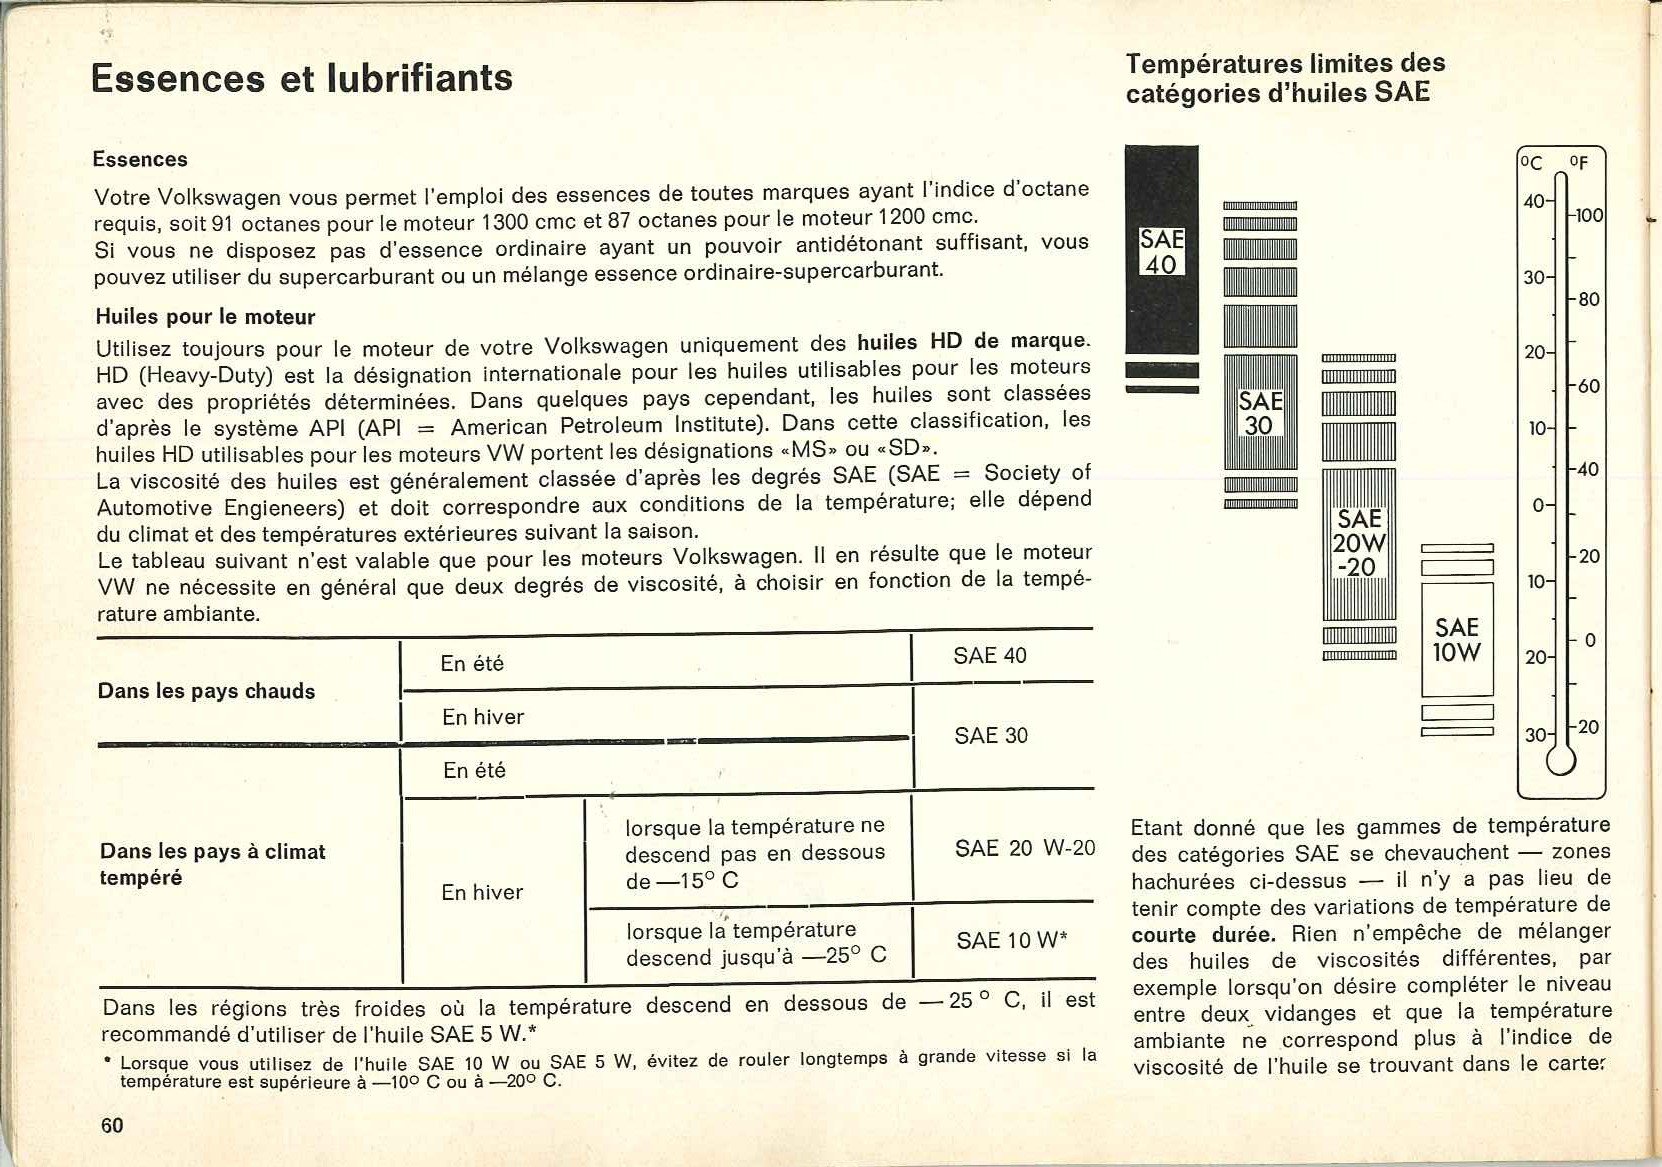 Essences et lubrifiants
Essences
Votre Volkswagen vous permet l'emploi des essences de toutes marques ayant l'indice d'octane
requis, soit 91 octanes pour le moteur 1300 cmc et 87 octanes pour le moteur 1200 cmc.
Si vous ne disposez pas d'essence ordinaire ayant un pouvoir antidétonant suffisant, vous
pouvez utiliser du supercarburant ou un mélange essence ordinaire-supercarburant.
Huiles pour le moteur
Utilisez toujours pour le moteur de votre Volkswagen uniquement des huiles HD de marque.
HD (Heavy-Duty) est la désignation internationale pour les huiles utilisables pour les moteurs
avec des propriétés déterminées. Dans quelques pays cependant, les huiles sont classées
d'après le système API (API = American Petroleum Institute). Dans cette classification, les
huiles HD utilisables pour les moteurs VW portent les désignations «MS» ou «SD».
La viscosité des huiles est généralement classée d'après les degrés SAE (SAE = Society of
Automotive Engieneers) et doit correspondre aux conditions de la température; elle dépend
du climat et des températures extérieures suivant la saison.
Le tableau suivant n'est valable que pour les moteurs Volkswagen. Il en résulte que le moteur
VW ne nécessite en général que deux degrés de viscosité, à choisir en fonction de la tempé-
rature ambiante.
Dans les pays chauds
En été
SAE 40
En hiver
SAE 30
Dans les pays à climat
tempéré
En été
En hiver
lorsque la température ne
descend pas en dessous
de —15° C
SAE 20 W-20
lorsque la température
descend jusqu'à —25° C
SAE 10 W*
Dans les régions très froides où la température descend en dessous de —25° C, il est
recommandé d'utiliser de l'huile SAE 5 W.*
* Lorsque vous utilisez de l'huile SAE 10 W ou SAE 5 W, évitez de rouler longtemps à grande vitesse si la
température est supérieure à —10° C ou à —20° C.
60
Températures limites des
catégories d'huiles SAE
SAE
40
SAE
30
SAE
20W
-20
SAE
10W
°C °F
40
100
30
80
20
60
10
40
0
20
10
0
20
20
30
Etant donné que les gammes de température
des catégories SAE se chevauchent — zones
hachurées ci-dessus — il n'y a pas lieu de
tenir compte des variations de température de
courte durée. Rien n'empêche de mélanger
des huiles de viscosités différentes, par
exemple lorsqu'on désire compléter le niveau
entre deux vidanges et que la température
ambiante ne correspond plus à l'indice de
viscosité de l'huile se trouvant dans le carter